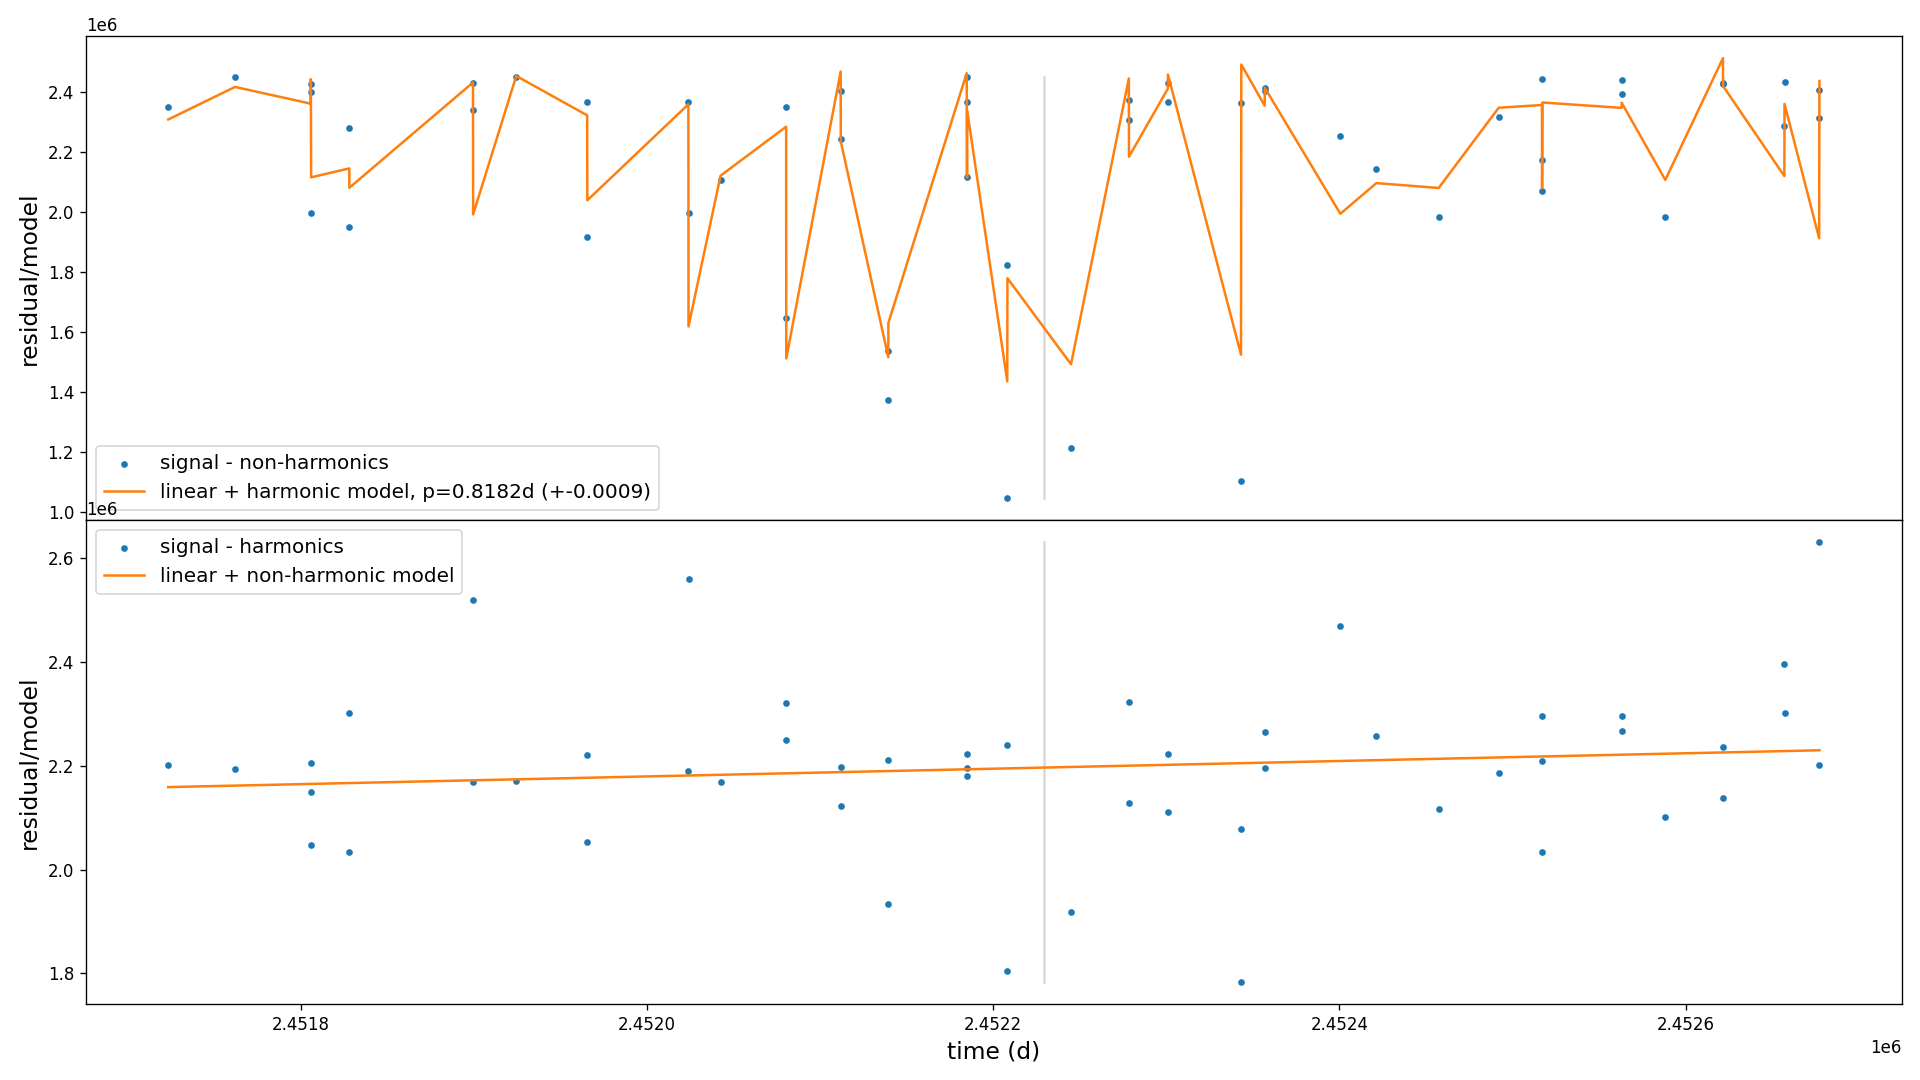 1e6
2.4
2.2
2.0
1.8
1.6
1.4
1.2
1.0
residual/model
signal - non-harmonics
linear + harmonic model, p=0.8182d (+-0.0009)
1e6
2.6
2.4
2.2
2.0
1.8
residual/model
signal - harmonics
linear + non-harmonic model
2.4518
2.4520
2.4522
2.4524
2.4526
1e6
time (d)